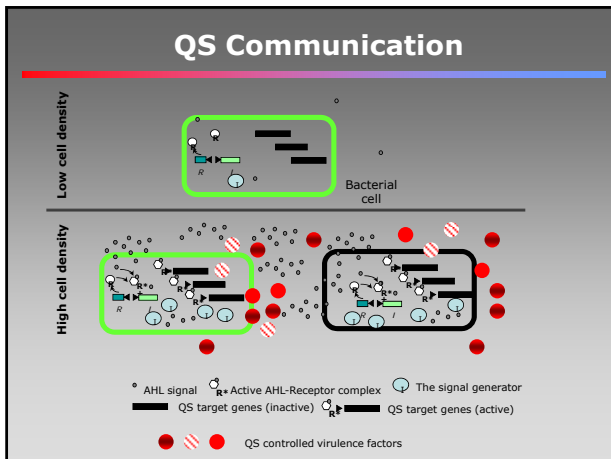 QS Communication
Low cell density
R
R
R I
I
Bacterial
cell
High cell density
R*
R*
R*
R*
R
R I
I
I
I
I
I
R*
R*
R*
R*
R
R I
I
I
I
I
AHL signal
R* Active AHL-Receptor complex
I The signal generator
QS target genes (inactive)
R* QS target genes (active)
QS controlled virulence factors